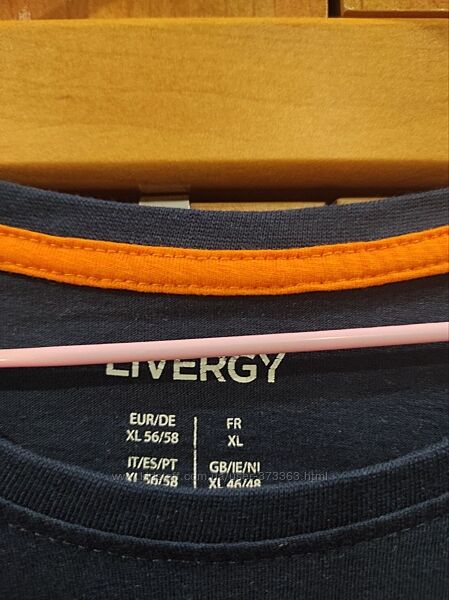 LIVERGY
EUR/DE
XL 56/58
FR
XL
IT/ES/PT
XL 56/58
GB/IE/NI
XL 46/48